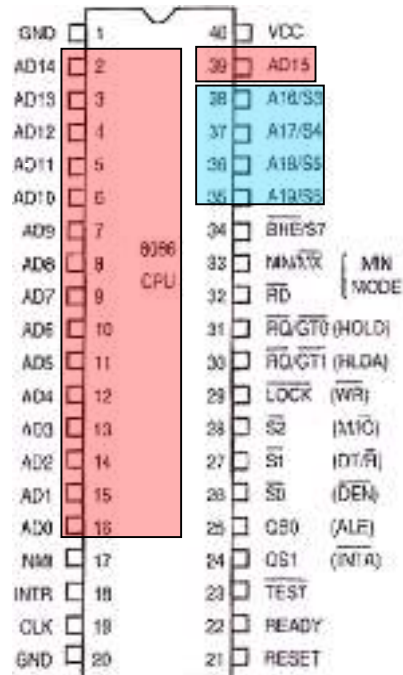 GND 1 40 VCC
AD14 2 39 AD15
AD13 3 38 A16/S3
AD12 4 37 A17/S4
AD11 5 36 A18/S5
AD10 6 35 A19/S6
AD9 7 34 BHE/S7
AD8 8 8086 33 MN/MX MIN
AD7 9 CPU 32 RD MODE
AD6 10 31 RQ/GT0 (HOLD)
AD5 11 30 RQ/GT1 (HLDA)
AD4 12 29 LOCK (WR)
AD3 13 28 S2 (M/IO)
AD2 14 27 S1 (DT/R)
AD1 15 26 S0 (DEN)
AD0 16 25 QS0 (ALE)
NMI 17 24 QS1 (INTA)
INTR 18 23 TEST
CLK 19 22 READY
GND 20 21 RESET